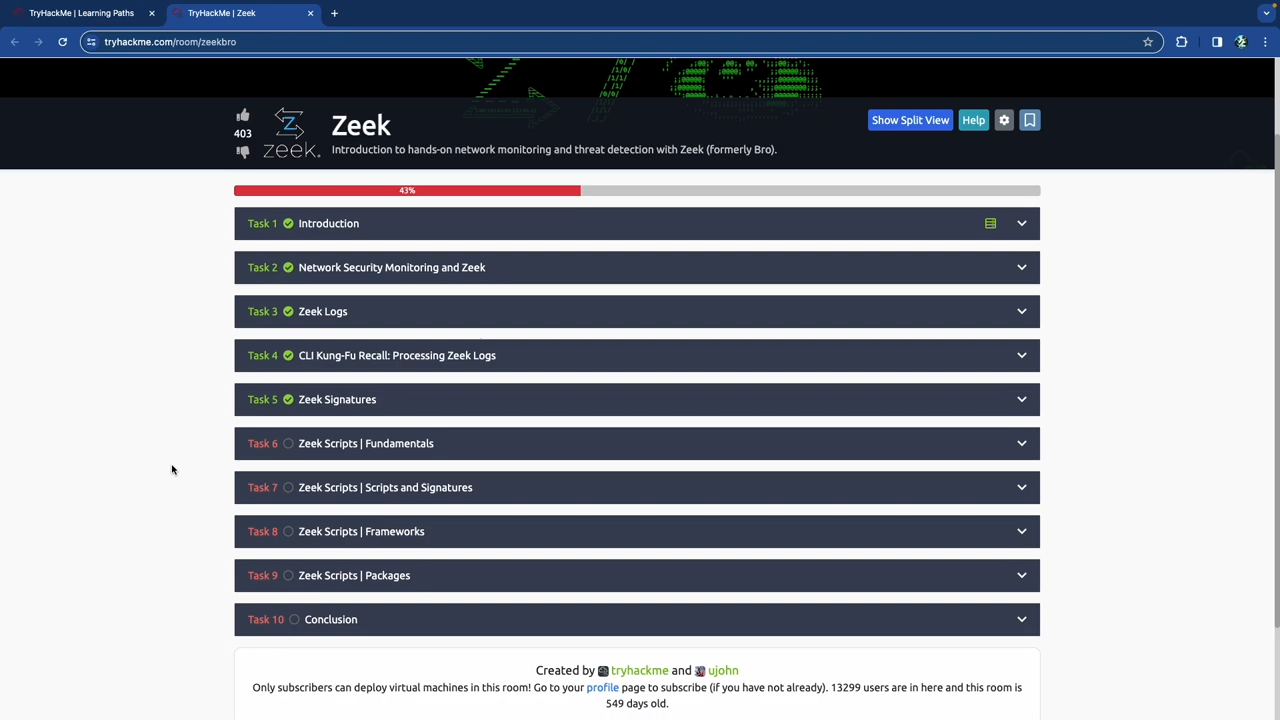 TryHackMe | Learning Paths
TryHackMe | Zeek
tryhackme.com/room/zeekbro
403
zeek
Zeek
Introduction to hands-on network monitoring and threat detection with Zeek (formerly Bro).
Show Split View
Help
43%
Task 1 Introduction
Task 2 Network Security Monitoring and Zeek
Task 3 Zeek Logs
Task 4 CLI Kung-Fu Recall: Processing Zeek Logs
Task 5 Zeek Signatures
Task 6 Zeek Scripts | Fundamentals
Task 7 Zeek Scripts | Scripts and Signatures
Task 8 Zeek Scripts | Frameworks
Task 9 Zeek Scripts | Packages
Task 10 Conclusion
Created by tryhackme and ujohn
Only subscribers can deploy virtual machines in this room! Go to your profile page to subscribe (if you have not already). 13299 users are in here and this room is
549 days old.